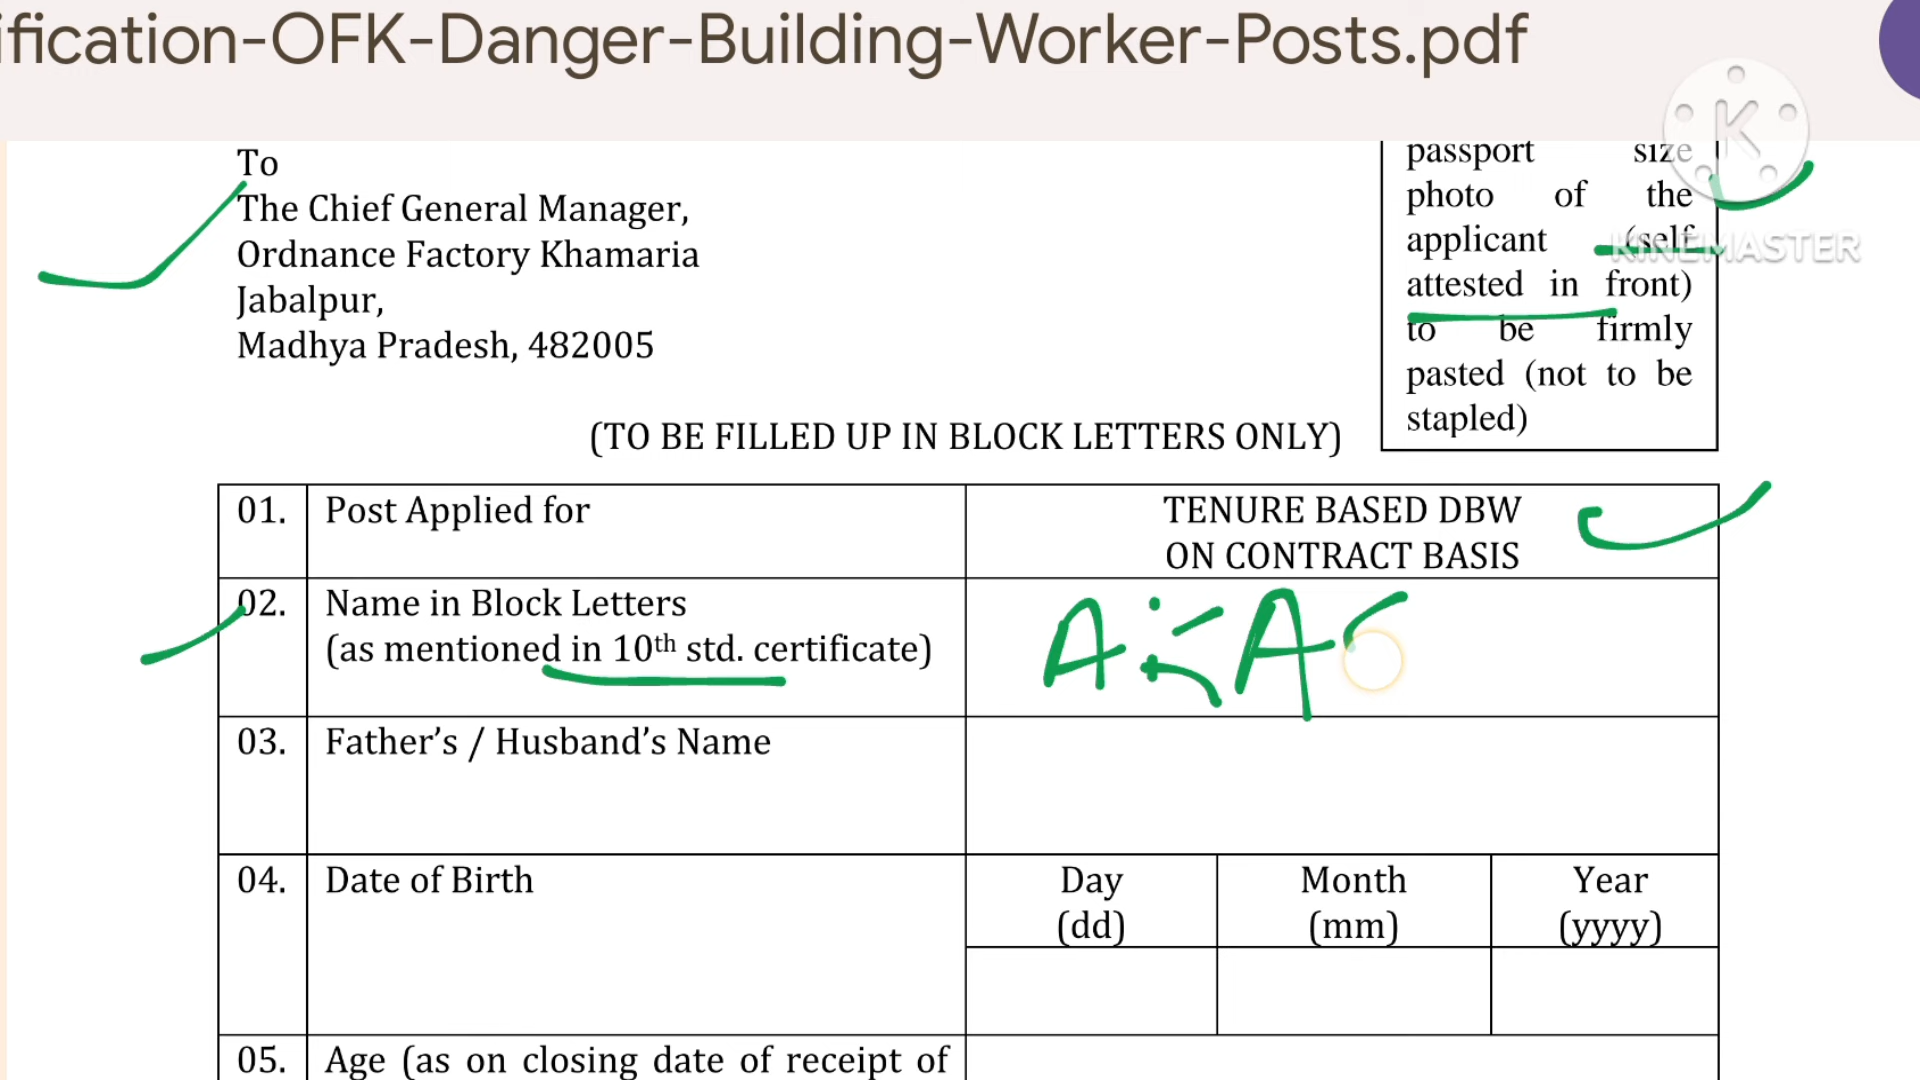 ification-OFK-Danger-Building-Worker-Posts.pdf
To
The Chief General Manager,
Ordnance Factory Khamaria
Jabalpur,
Madhya Pradesh, 482005
passport size
photo of the
applicant (self
attested in front)
to be firmly
pasted (not to be
stapled)
KINEMASTER
(TO BE FILLED UP IN BLOCK LETTERS ONLY)
01. Post Applied for TENURE BASED DBW
ON CONTRACT BASIS
02. Name in Block Letters
(as mentioned in 10th std. certificate)
03. Father's / Husband's Name
04. Date of Birth Day Month Year
(dd) (mm) (yyyy)
05. Age (as on closing date of receipt of